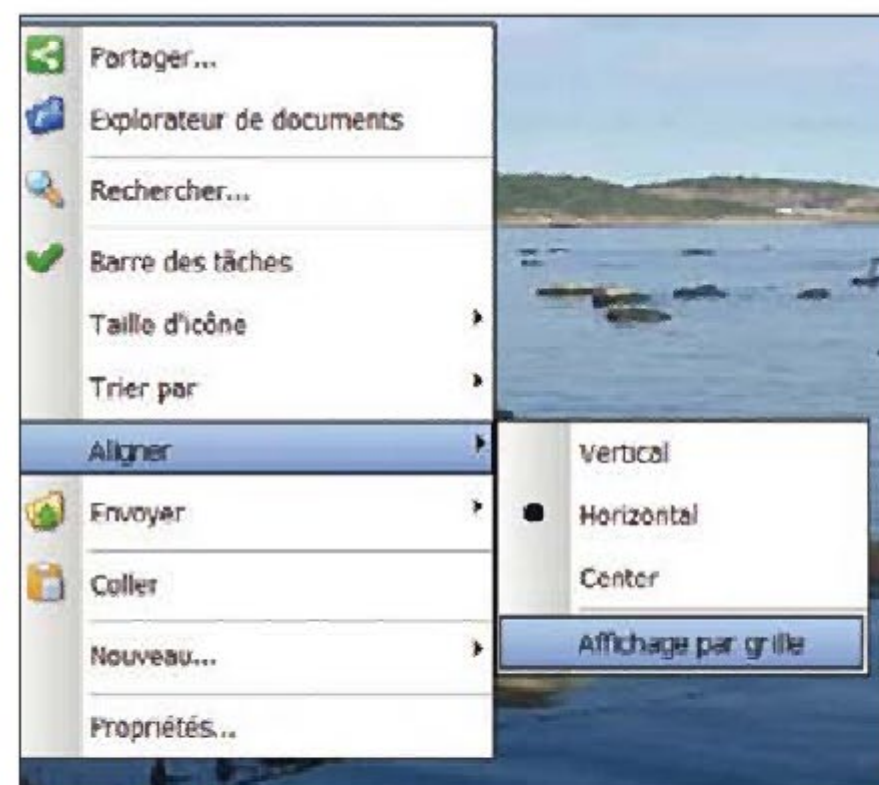 Partager...
Explorateur de documents
Rechercher...
Barre des tâches
Taille d'icône
Trier par
Aligner
Envoyer
Coller
Nouveau...
Propriétés...
Vertical
Horizontal
Center
Affichage par grille